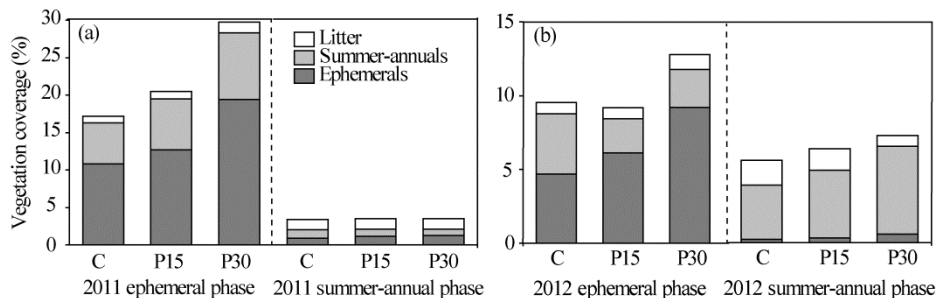 Vegetation coverage (%)
30
25
20
15
10
5
0
(a)
Litter
Summer-annuals
Ephemerals
C P15 P30 C P15 P30
2011 ephemeral phase 2011 summer-annual phase
15
10
5
0
(b)
C P15 P30 C P15 P30
2012 ephemeral phase 2012 summer-annual phase